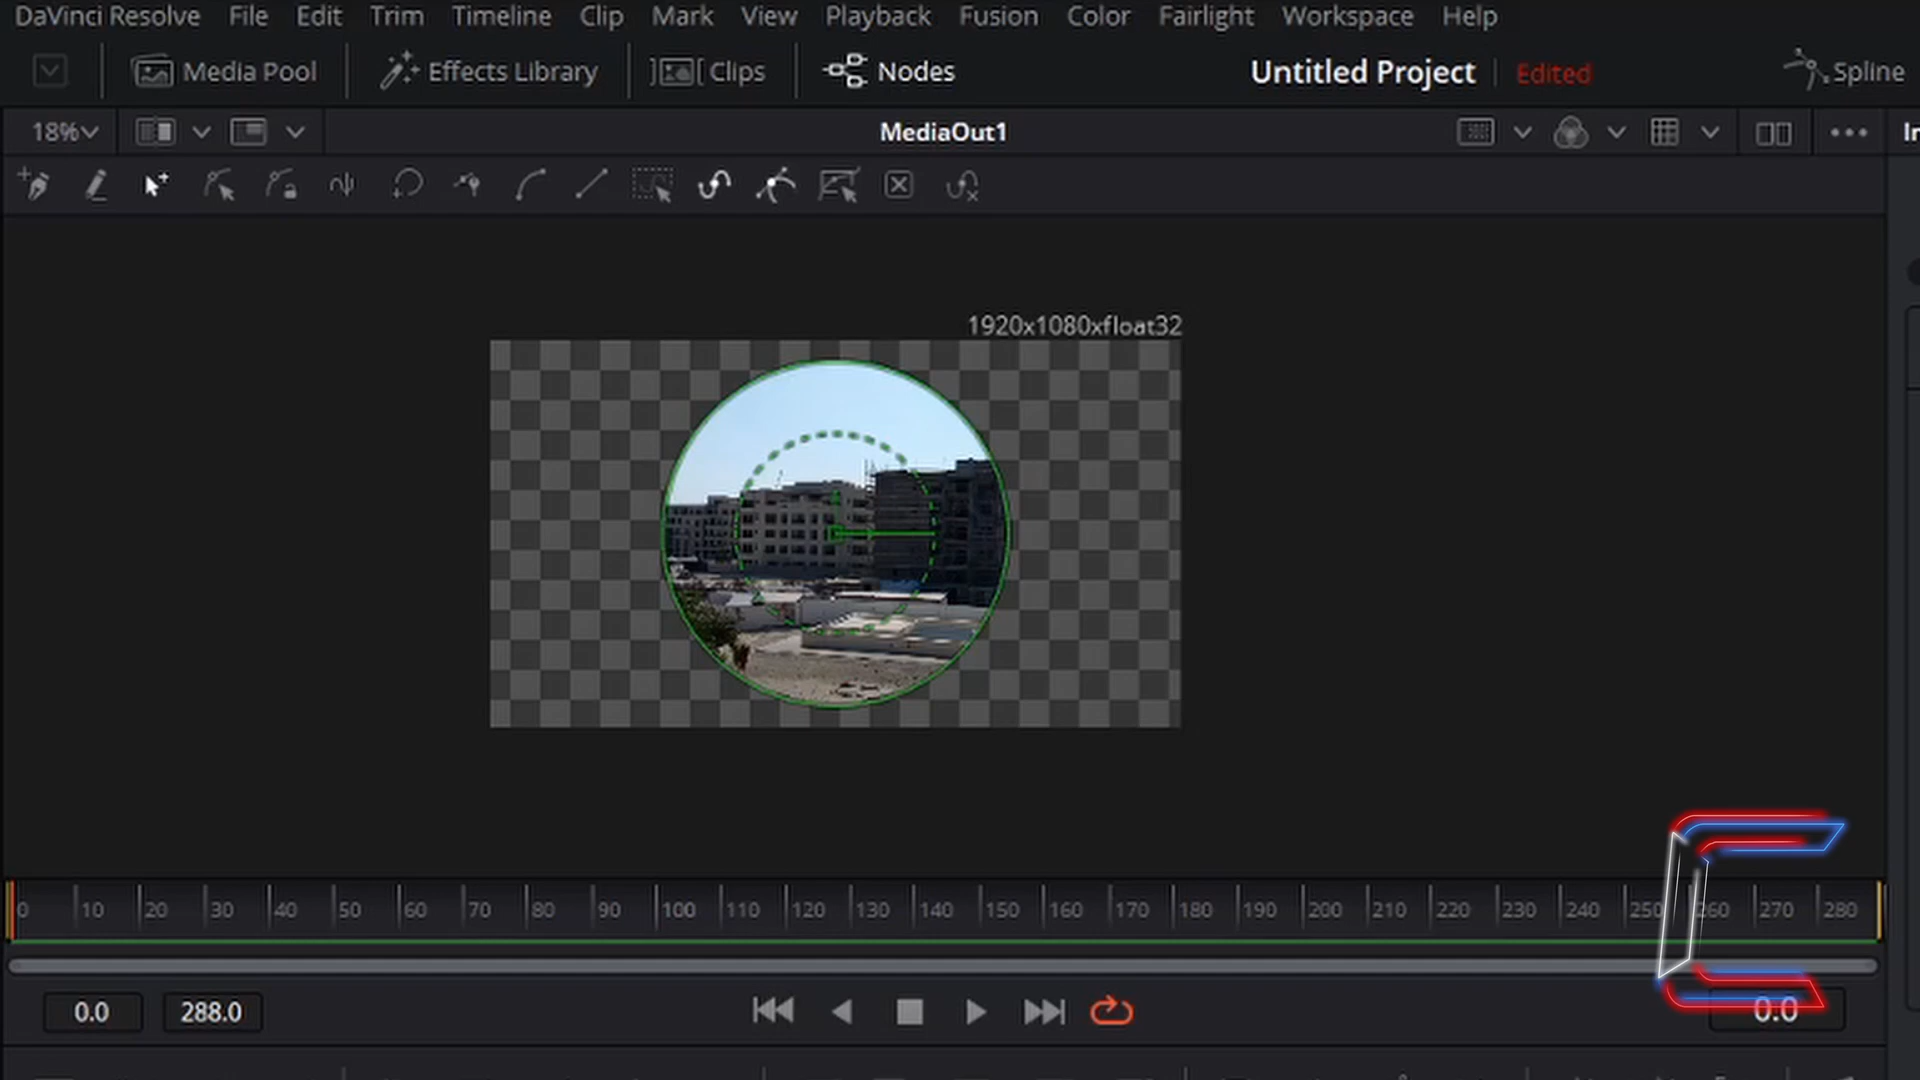 DaVinci Resolve File Edit Trim Timeline Clip Mark View Playback Fusion Color Fairlight Workspace Help
Media Pool Effects Library Clips Nodes Untitled Project Edited Spline
18% MediaOut1
1920x1080xfloat32
0 10 20 30 40 50 60 70 80 90 100 110 120 130 140 150 160 170 180 190 200 210 220 230 240 250 260 270 280
0.0 288.0 0.0